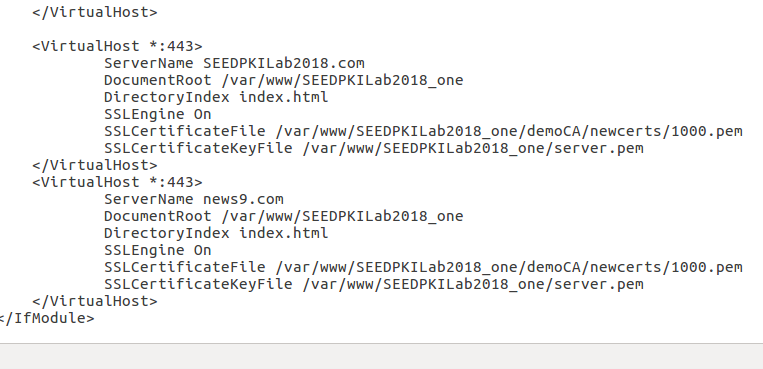 </VirtualHost>
<VirtualHost *:443>
ServerName SEEDPKILab2018.com
DocumentRoot /var/www/SEEDPKILab2018_one
DirectoryIndex index.html
SSLEngine On
SSLCertificateFile /var/www/SEEDPKILab2018_one/demoCA/newcerts/1000.pem
SSLCertificateKeyFile /var/www/SEEDPKILab2018_one/server.pem
</VirtualHost>
<VirtualHost *:443>
ServerName news9.com
DocumentRoot /var/www/SEEDPKILab2018_one
DirectoryIndex index.html
SSLEngine On
SSLCertificateFile /var/www/SEEDPKILab2018_one/demoCA/newcerts/1000.pem
SSLCertificateKeyFile /var/www/SEEDPKILab2018_one/server.pem
</VirtualHost>
</IfModule>